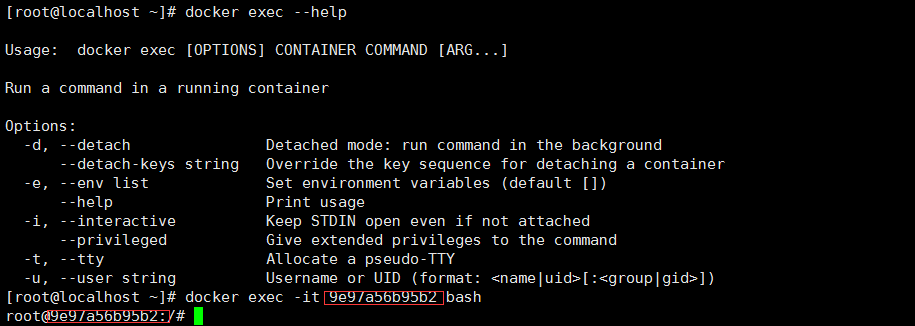 [root@localhost ~]# docker exec --help
Usage:  docker exec [OPTIONS] CONTAINER COMMAND [ARG...]
Run a command in a running container
Options:
  -d, --detach               Detached mode: run command in the background
      --detach-keys string   Override the key sequence for detaching a container
  -e, --env list             Set environment variables (default [])
      --help                 Print usage
  -i, --interactive          Keep STDIN open even if not attached
      --privileged           Give extended privileges to the command
  -t, --tty                  Allocate a pseudo-TTY
  -u, --user string          Username or UID (format: <name|uid>[:<group|gid>])
[root@localhost ~]# docker exec -it 9e97a56b95b2 bash
root@9e97a56b95b2:/#